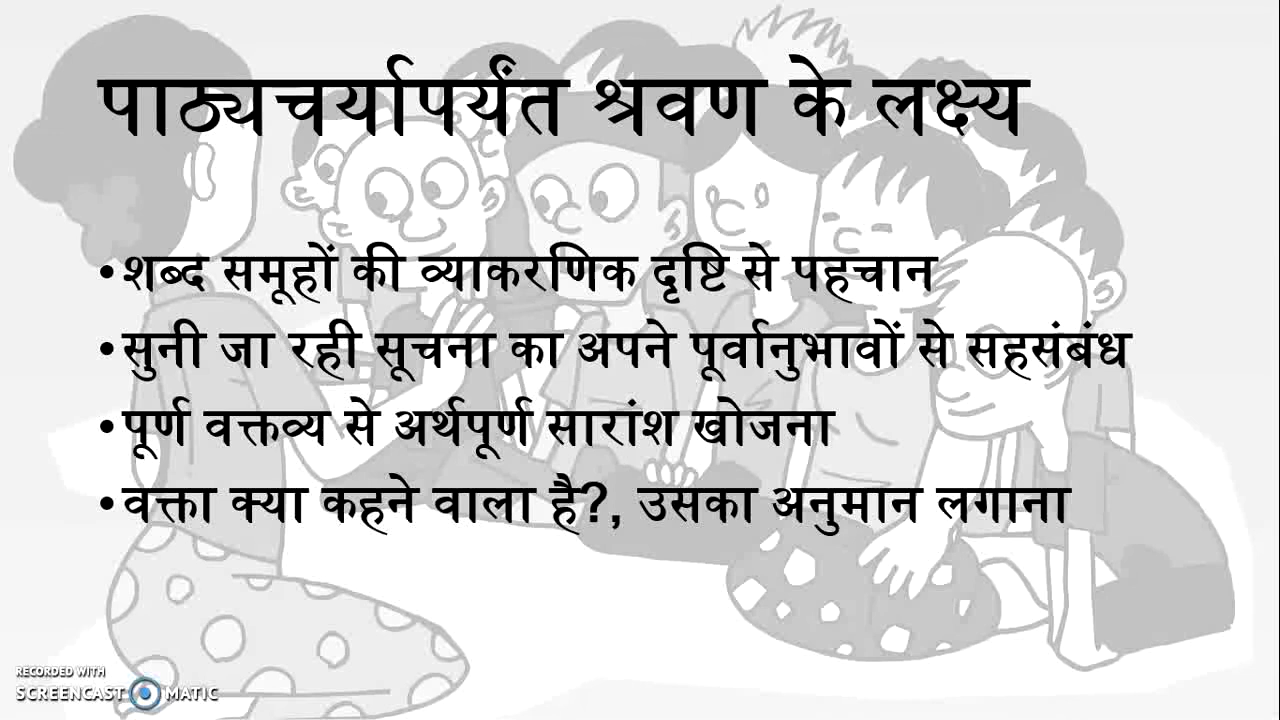 पाठ्यचर्यापर्यंत श्रवण के लक्ष्य
•शब्द समूहों की व्याकरणिक दृष्टि से पहचान
•सुनी जा रही सूचना का अपने पूर्वानुभावों से सहसंबंध
•पूर्ण वक्तव्य से अर्थपूर्ण सारांश खोजना
•वक्ता क्या कहने वाला है?, उसका अनुमान लगाना
RECORDED WITH
SCREENCAST MATIC